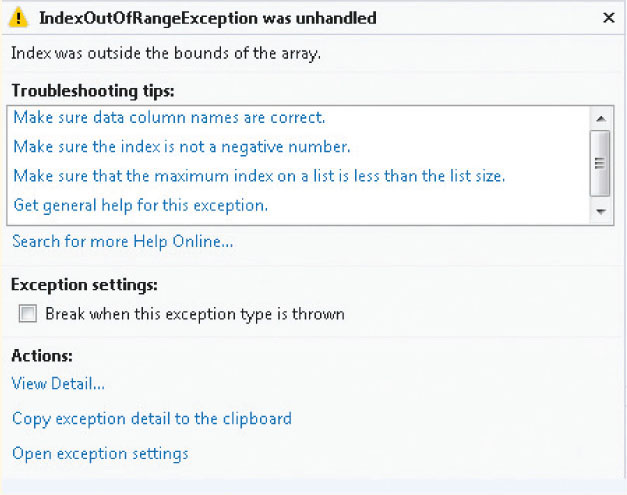 IndexOutOfRangeException was unhandled
Index was outside the bounds of the array.
Troubleshooting tips:
Make sure data column names are correct.
Make sure the index is not a negative number.
Make sure that the maximum index on a list is less than the list size.
Get general help for this exception.
Search for more Help Online...
Exception settings:
Break when this exception type is thrown
Actions:
View Detail...
Copy exception detail to the clipboard
Open exception settings